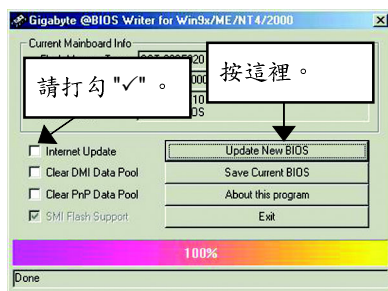 Gigabyte @BIOS Writer for Win9x/ME/NT4/2000
Current Mainboard Info
請打勾 "✓" 。
按這裡。
Internet Update
Update New BIOS
Clear DMI Data Pool
Save Current BIOS
Clear PnP Data Pool
About this program
SMI Flash Support
Exit
100%
Done